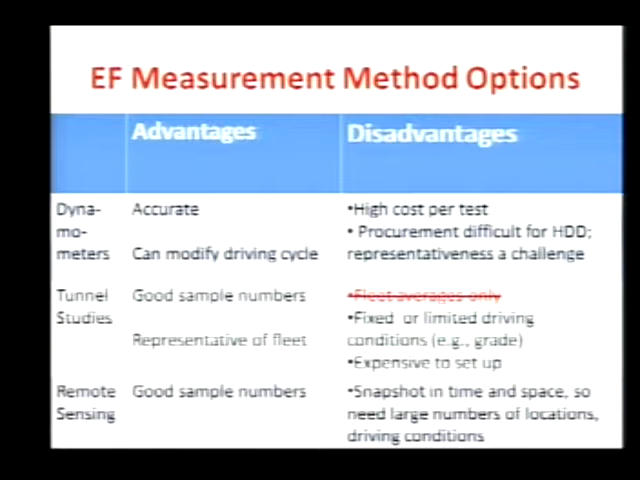 EF Measurement Method Options
Advantages
Disadvantages
Dyna-
mo-
meters
Accurate
Can modify driving cycle
•High cost per test
• Procurement difficult for HDD;
representativeness a challenge
Tunnel
Studies
Good sample numbers
Representative of fleet
•Fleet averages only
•Fixed or limited driving
conditions (e.g., grade)
•Expensive to set up
Remote
Sensing
Good sample numbers
•Snapshot in time and space, so
need large numbers of locations,
driving conditions